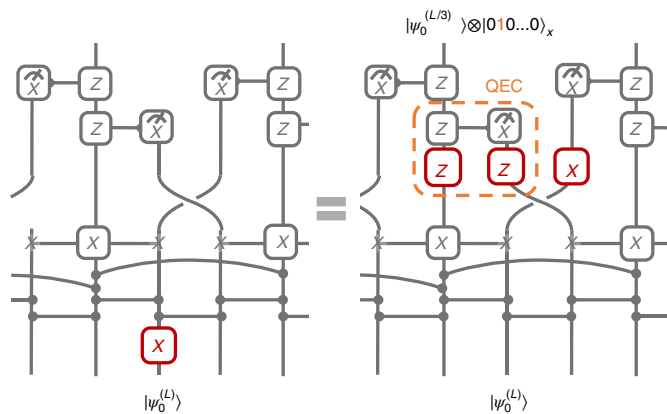 |ψ₀⁽ᴸ/³⁾ ⟩⊗|010...0⟩ₓ
X Z X Z X Z X Z
QEC
Z X Z Z X Z
Z Z X
=
X X X X X X X X X X
X
|ψ₀⁽ᴸ⁾⟩ |ψ₀⁽ᴸ⁾⟩